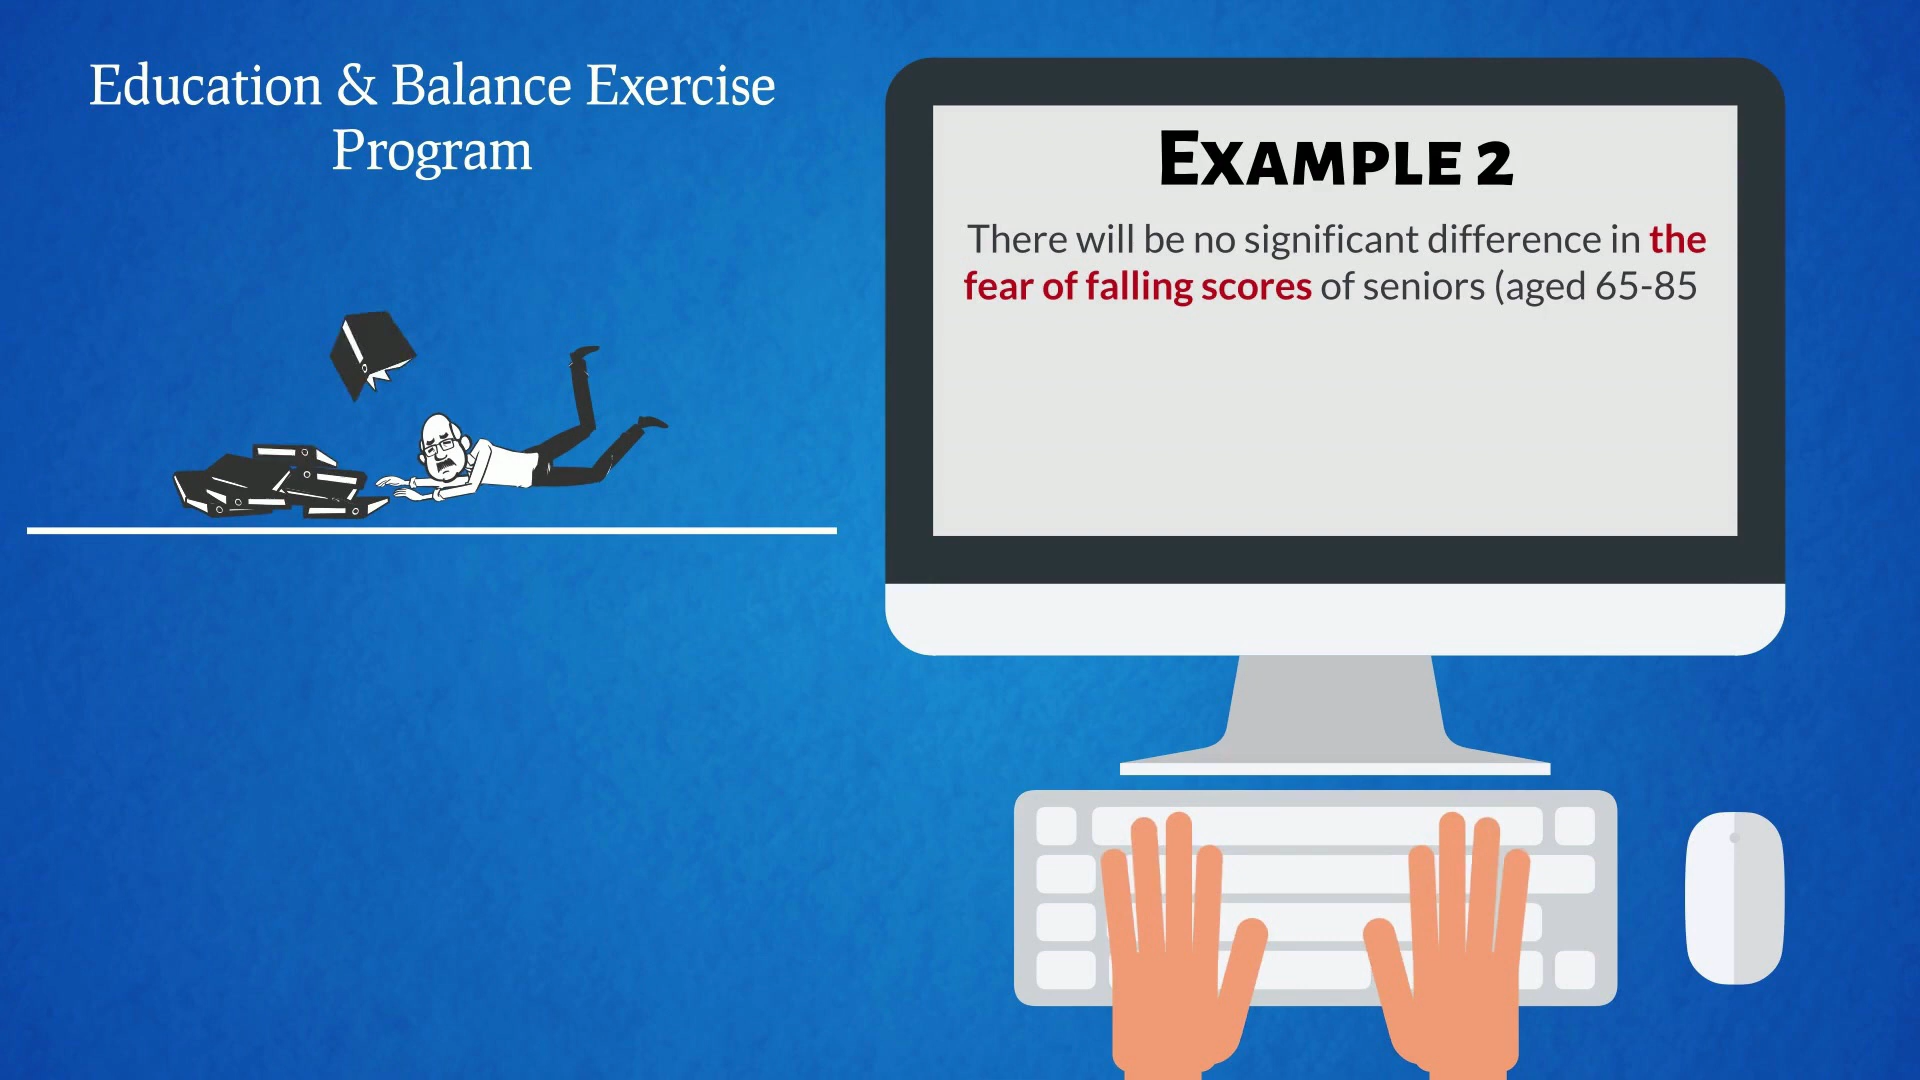 Education & Balance Exercise
Program
EXAMPLE 2
There will be no significant difference in the
fear of falling scores of seniors (aged 65-85